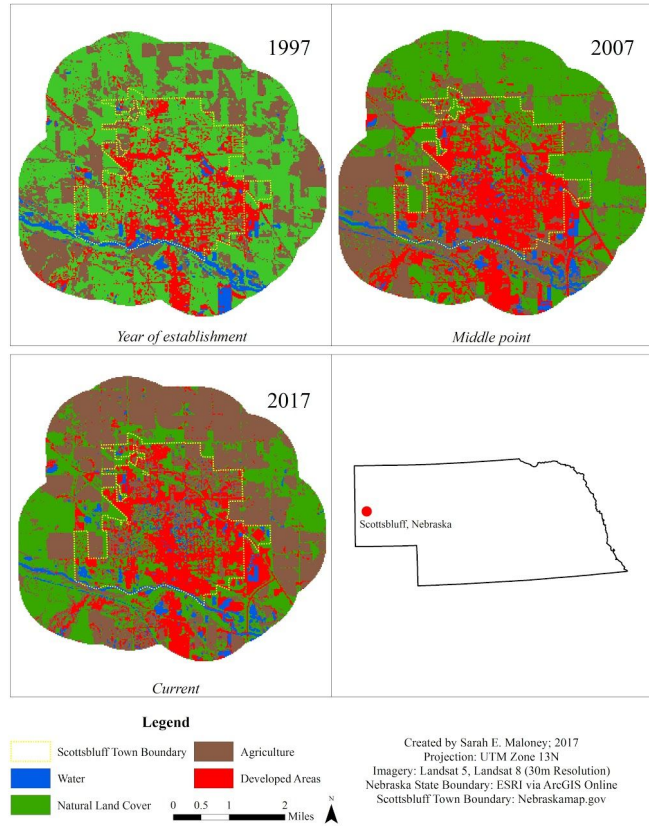 1997
Year of establishment
2007
Middle point
2017
Current
Scottsbluff, Nebraska
Legend
Scottsbluff Town Boundary
Water
Natural Land Cover
Agriculture
Developed Areas
0 0.5 1 2
Miles
N
Created by Sarah E. Maloney; 2017
Projection: UTM Zone 13N
Imagery: Landsat 5, Landsat 8 (30m Resolution)
Nebraska State Boundary: ESRI via ArcGIS Online
Scottsbluff Town Boundary: Nebraskamap.gov